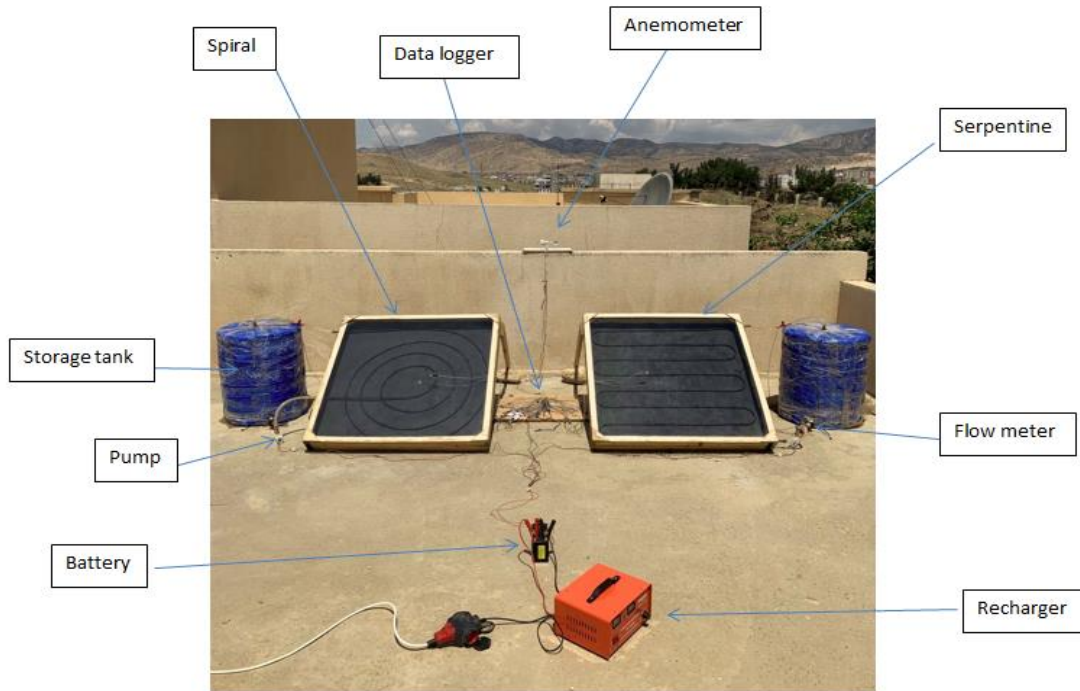 Anemometer
Spiral
Data logger
Serpentine
Storage tank
Flow meter
Pump
Battery
Recharger